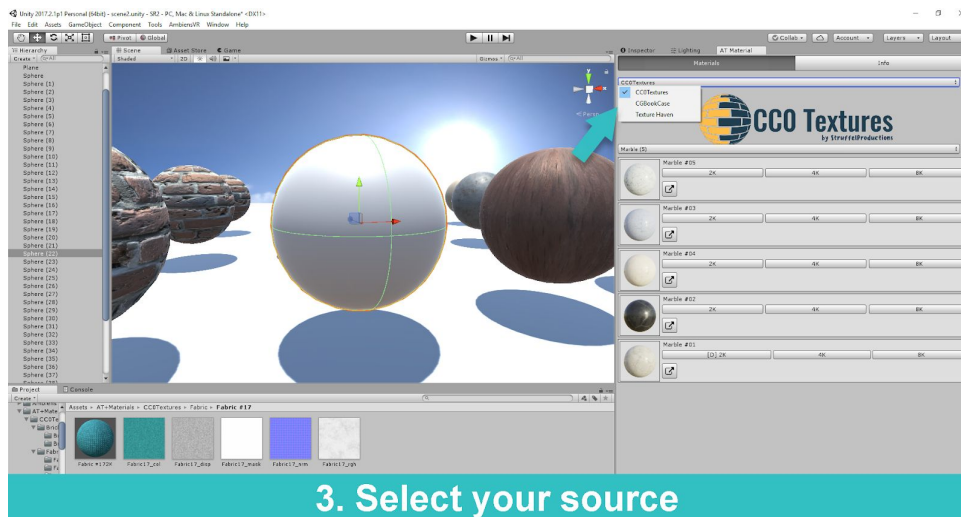 Unity 2017.2.1p1 Personal (64bit) - scene2.unity - SR2 - PC, Mac & Linux Standalone* <DX11>
File Edit Assets GameObject Component Tools AmbiensVR Window Help
Pivot Global Collab Account Layers Layout
Hierarchy Scene Asset Store Game Inspector Lighting AT Material
Create All Shaded 2D Gizmos All Materials Info
Plane
Sphere
Sphere (1)
Sphere (2)
Sphere (3)
Sphere (4)
Sphere (5)
Sphere (6)
Sphere (7)
Sphere (8)
Sphere (9)
Sphere (10)
Sphere (11)
Sphere (12)
Sphere (13)
Sphere (14)
Sphere (15)
Sphere (16)
Sphere (17)
Sphere (18)
Sphere (19)
Sphere (20)
Sphere (21)
Sphere (22)
Sphere (23)
Sphere (24)
Sphere (25)
Sphere (26)
Sphere (27)
Sphere (28)
Sphere (29)
Sphere (30)
Sphere (31)
Sphere (32)
Sphere (33)
Sphere (34)
Sphere (35)
Sphere (36)
Sphere (37)
y
x
< Persp
CC0Textures
CC0Textures
CGBookCase
Texture Haven
CC0 Textures
by StruffelProductions
Marble (5)
Marble #05
2K 4K 8K
Marble #03
2K 4K 8K
Marble #04
2K 4K 8K
Marble #02
2K 4K 8K
Marble #01
[D] 2K 4K 8K
Project Console
Create
Assets ▸ AT+Materials ▸ CC0Textures ▸ Fabric ▸ Fabric #17
AT+Mate
CC0Te
Bric
Fabr
Fabric #172K Fabric17_col Fabric17_disp Fabric17_mask Fabric17_nrm Fabric17_rgh
3. Select your source